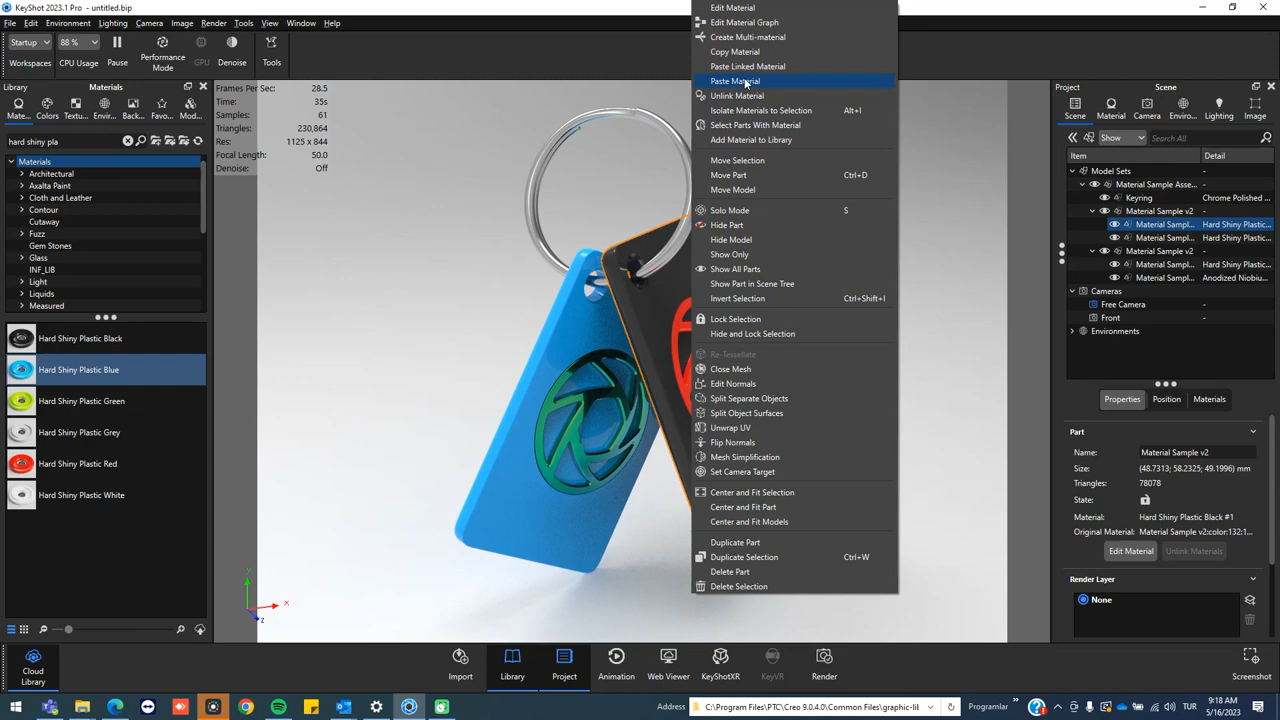 KeyShot 2023.1 Pro - untitled.bip
File Edit Environment Lighting Camera Image Render Tools View Window Help
Startup
88 %
Workspaces CPU Usage Pause Performance Mode GPU Denoise Tools
Library Materials
Mate... Colors Textu... Envir... Back... Favo... Mod...
hard shiny pla
Materials
Architectural
Axalta Paint
Cloth and Leather
Contour
Cutaway
Fuzz
Gem Stones
Glass
INF_LIB
Light
Liquids
Measured
Hard Shiny Plastic Black
Hard Shiny Plastic Blue
Hard Shiny Plastic Green
Hard Shiny Plastic Grey
Hard Shiny Plastic Red
Hard Shiny Plastic White
Frames Per Sec: 28.5
Time: 35s
Samples: 61
Triangles: 230,864
Res: 1125 x 844
Focal Length: 50.0
Denoise: Off
Edit Material
Edit Material Graph
Create Multi-material
Copy Material
Paste Linked Material
Paste Material
Unlink Material
Isolate Materials to Selection Alt+I
Select Parts With Material
Add Material to Library
Move Selection
Move Part Ctrl+D
Move Model
Solo Mode S
Hide Part
Hide Model
Show Only
Show All Parts
Show Part in Scene Tree
Invert Selection Ctrl+Shift+I
Lock Selection
Hide and Lock Selection
Re-Tessellate
Close Mesh
Edit Normals
Split Separate Objects
Split Object Surfaces
Unwrap UV
Flip Normals
Mesh Simplification
Set Camera Target
Center and Fit Selection
Center and Fit Part
Center and Fit Models
Duplicate Part
Duplicate Selection Ctrl+W
Delete Part
Delete Selection
Project Scene
Scene Material Camera Environ... Lighting Image
Show Search All
Item Detail
Model Sets -
Material Sample Asse... -
Keyring Chrome Polished ...
Material Sample v2 -
Material Sampl... Hard Shiny Plastic...
Material Sampl... Hard Shiny Plastic...
Material Sample v2 -
Material Sampl... Hard Shiny Plastic...
Material Sampl... Anodized Niobiu...
Cameras
Free Camera -
Front -
Environments
Properties Position Materials
Part
Name: Material Sample v2
Size: (48.7313; 58.2325; 49.1996) mm
Triangles: 78078
State:
Material: Hard Shiny Plastic Black #1
Original Material: Material Sample v2:color:132:1...
Edit Material Unlink Materials
Render Layer
None
Cloud Library
Import Library Project Animation Web Viewer KeyShotXR KeyVR Render Screenshot
x
y
z
Address C:\Program Files\PTC\Creo 9.0.4.0\Common Files\graphic-lib Programlar TUR 9:18 AM
5/16/2023